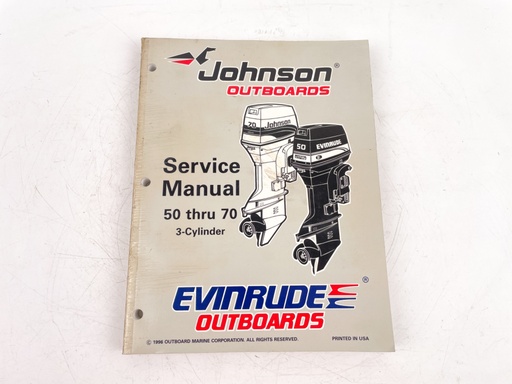 Johnson®
OUTBOARDS
70
Johnson
50
EVINRUDE
Service
Manual
50 thru 70
3-Cylinder
EVINRUDE®
OUTBOARDS
© 1996 OUTBOARD MARINE CORPORATION. ALL RIGHTS RESERVED. PRINTED IN USA